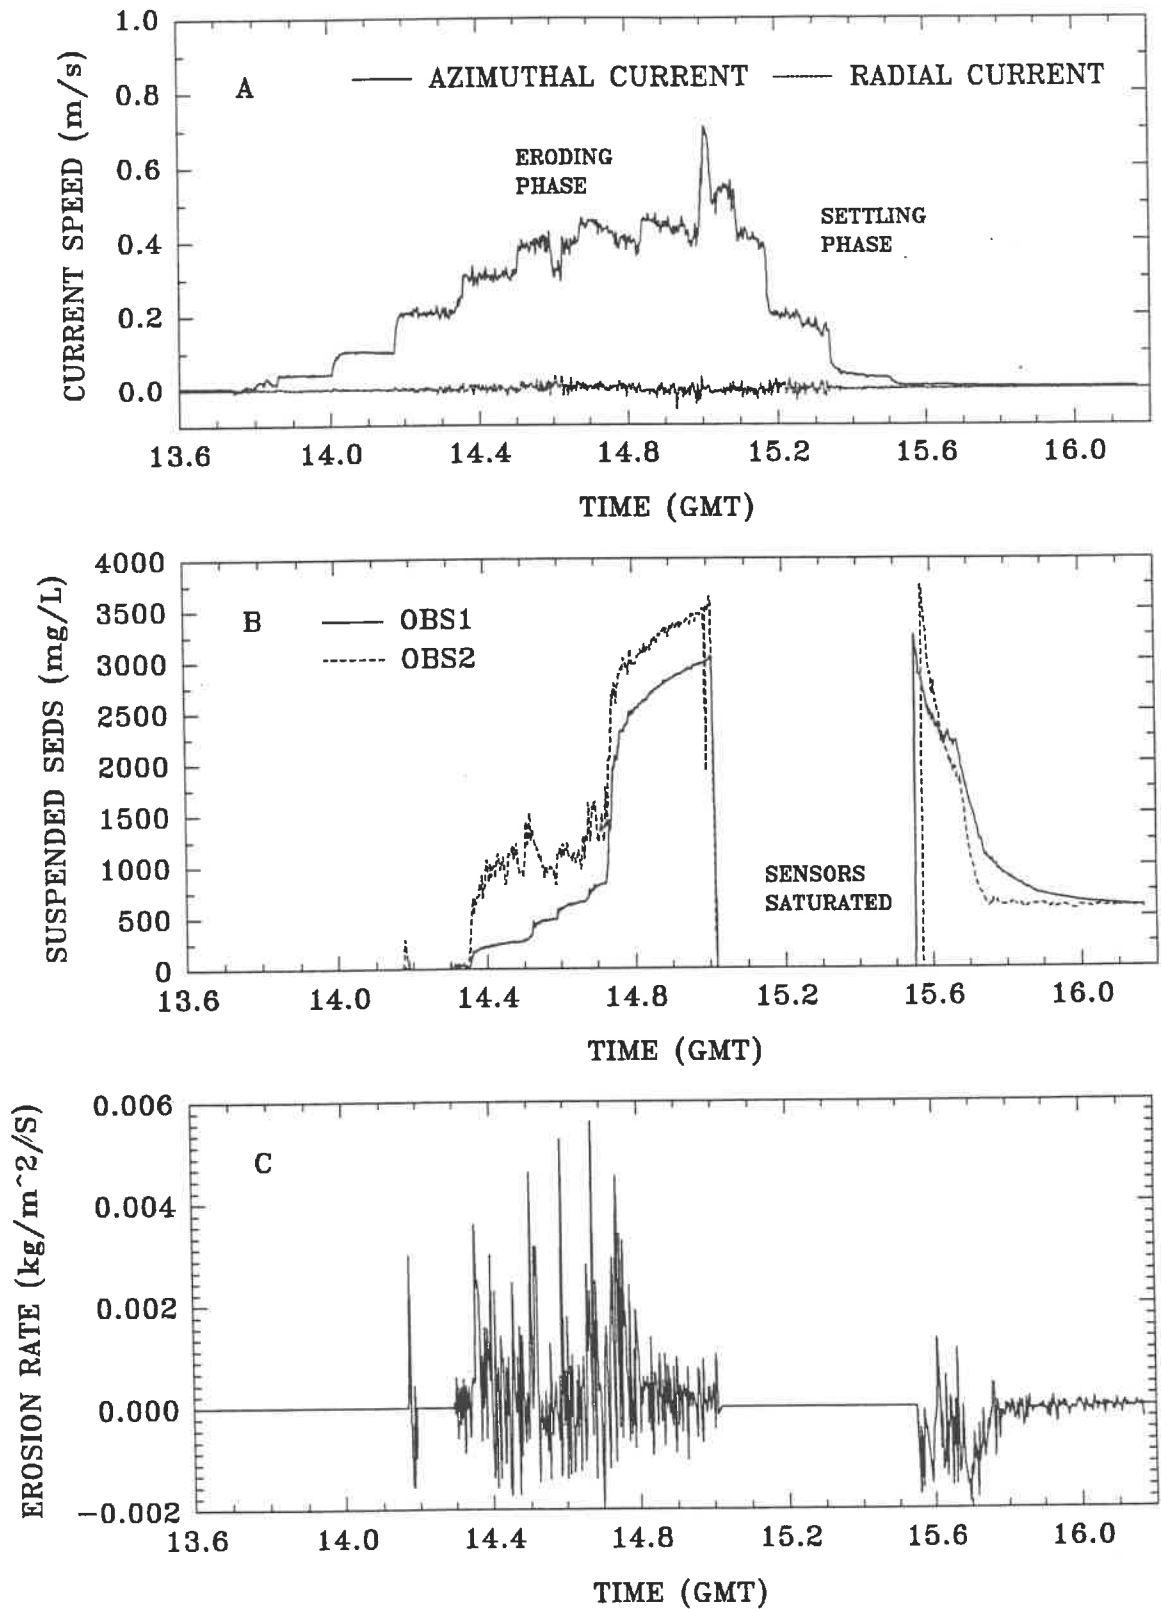 1.0
A
AZIMUTHAL CURRENT
RADIAL CURRENT
0.8
0.6
0.4
0.2
0.0
CURRENT SPEED (m/s)
ERODING
PHASE
SETTLING
PHASE
13.6 14.0 14.4 14.8 15.2 15.6 16.0
TIME (GMT)
4000
3500
3000
2500
2000
1500
1000
500
0
SUSPENDED SEDS (mg/L)
B
OBS1
OBS2
SENSORS
SATURATED
13.6 14.0 14.4 14.8 15.2 15.6 16.0
TIME (GMT)
0.006
0.004
0.002
0.000
−0.002
EROSION RATE (kg/m^2/S)
C
13.6 14.0 14.4 14.8 15.2 15.6 16.0
TIME (GMT)